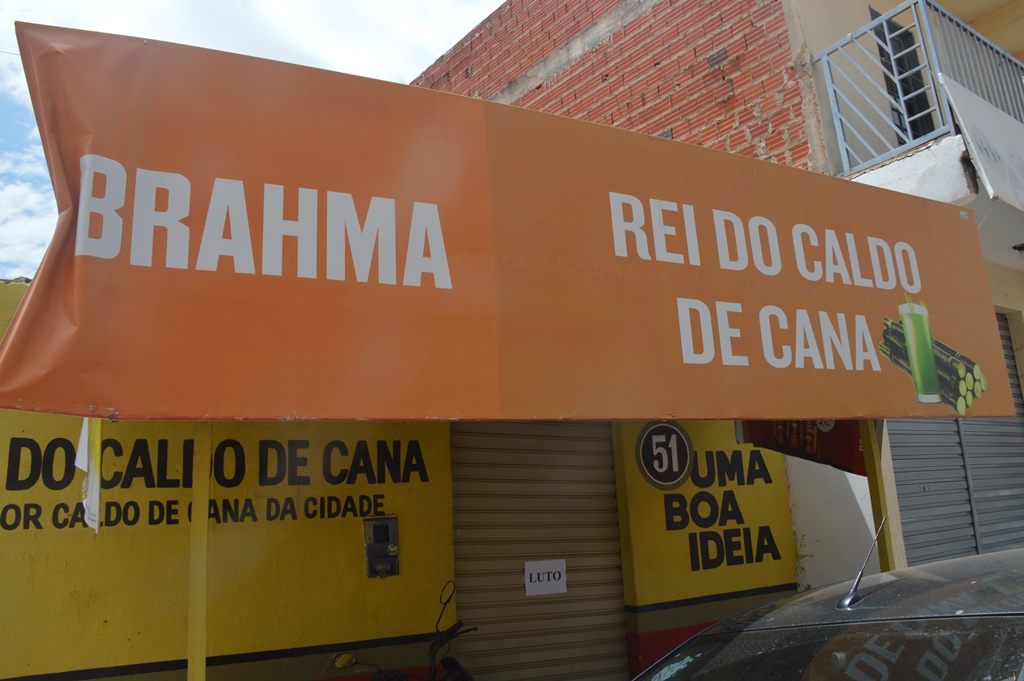 BRAHMA
REI DO CALDO
DE CANA
DO CALDO DE CANA
OR CALDO DE CANA DA CIDADE
51
UMA
BOA
IDEIA
LUTO